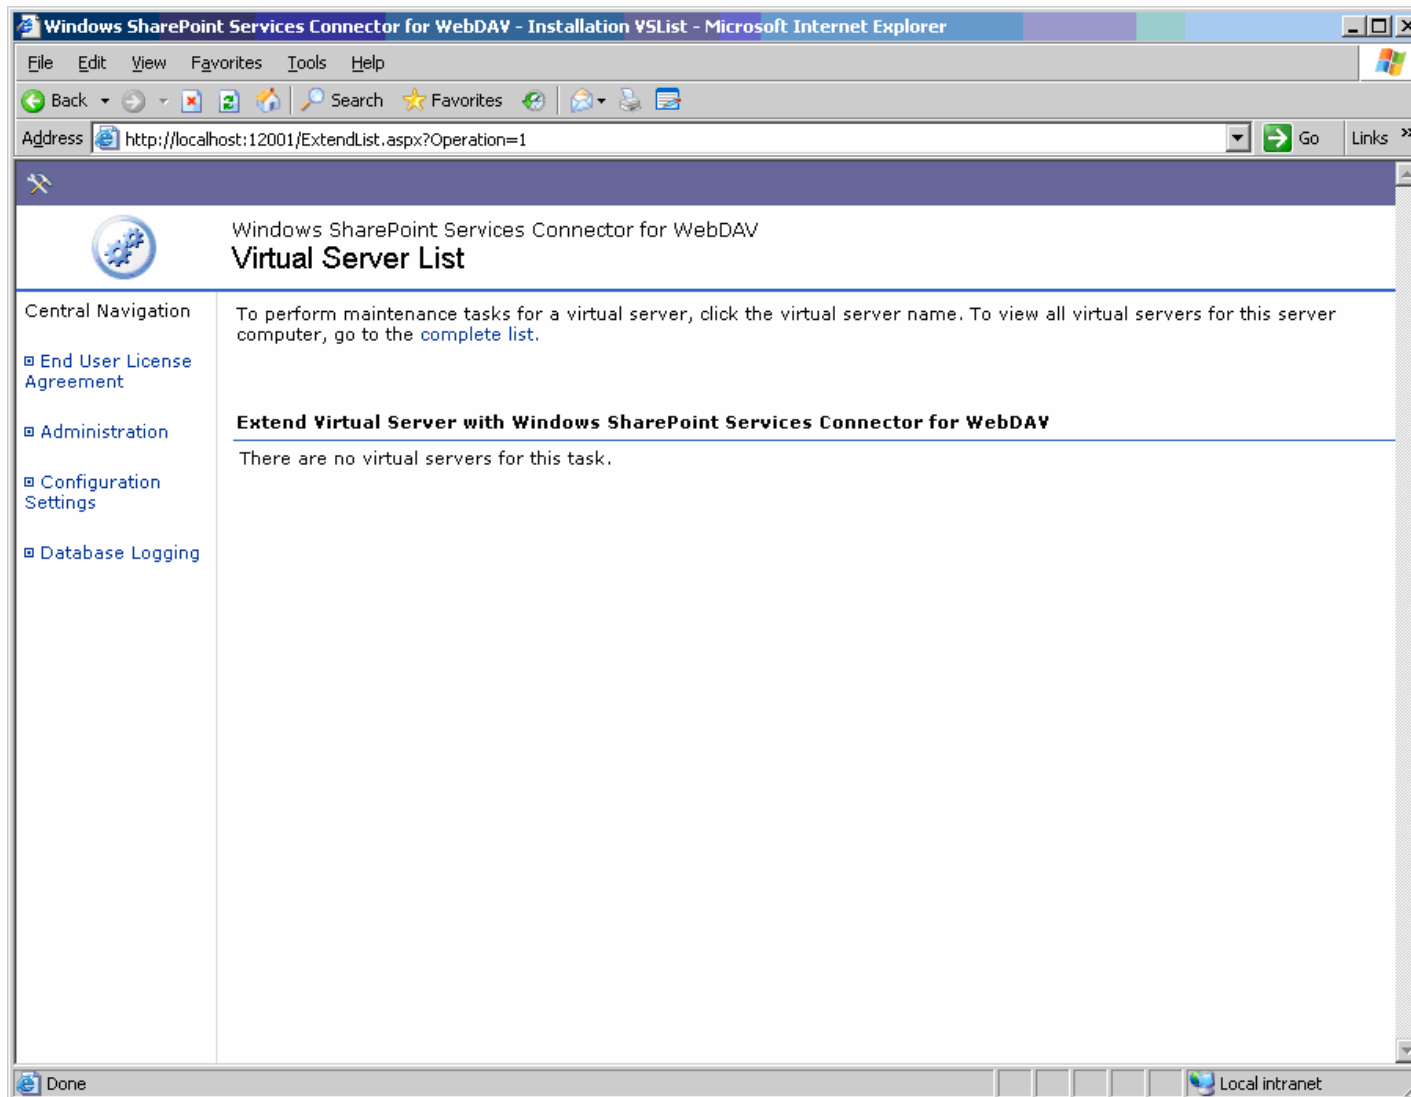 Windows SharePoint Services Connector for WebDAV - Installation VSList - Microsoft Internet Explorer
File Edit View Favorites Tools Help
Back Search Favorites
Address http://localhost:12001/ExtendList.aspx?Operation=1 Go Links »
Windows SharePoint Services Connector for WebDAV
Virtual Server List
Central Navigation
End User License
Agreement
Administration
Configuration
Settings
Database Logging
To perform maintenance tasks for a virtual server, click the virtual server name. To view all virtual servers for this server
computer, go to the complete list.
Extend Virtual Server with Windows SharePoint Services Connector for WebDAV
There are no virtual servers for this task.
Done Local intranet